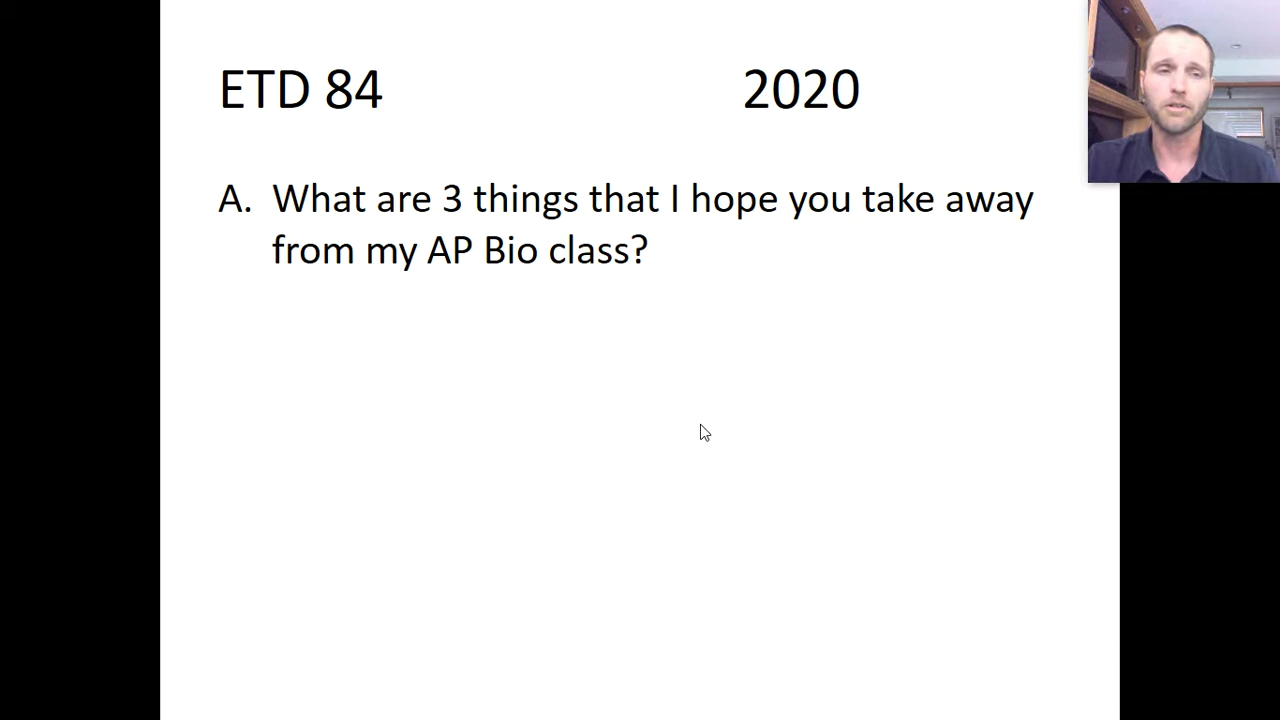 ETD 84 2020
A. What are 3 things that I hope you take away
from my AP Bio class?